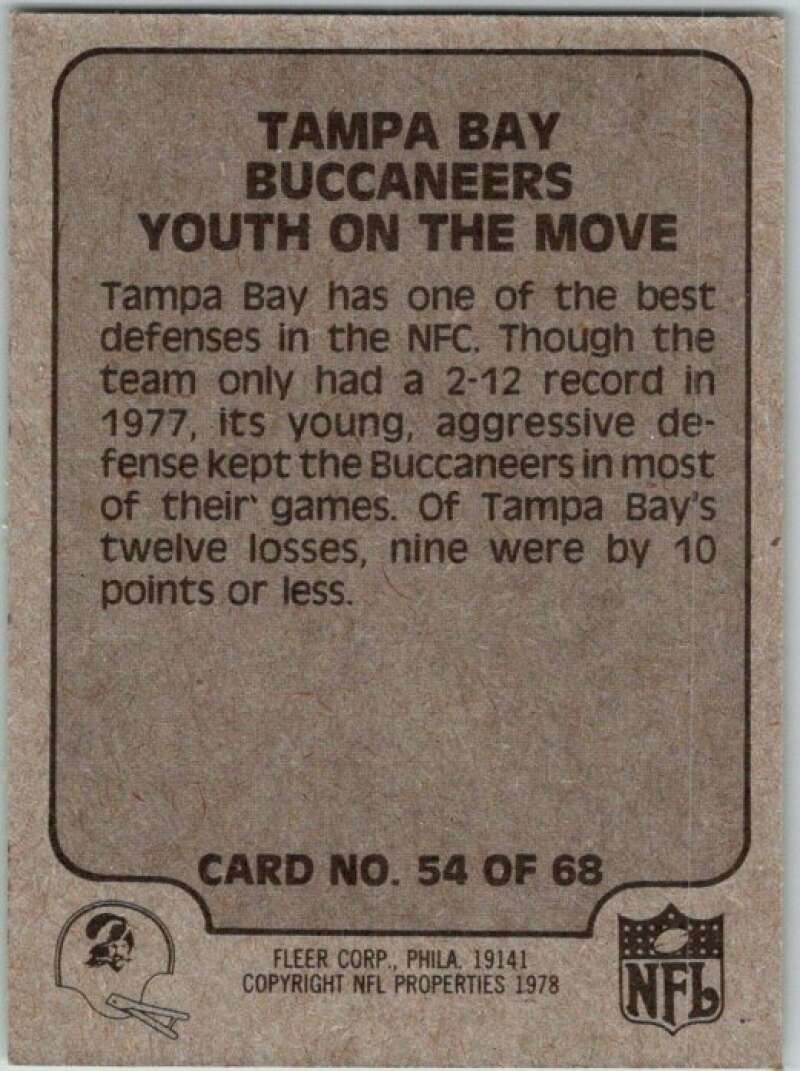 TAMPA BAY
BUCCANEERS
YOUTH ON THE MOVE
Tampa Bay has one of the best
defenses in the NFC. Though the
team only had a 2-12 record in
1977, its young, aggressive de-
fense kept the Buccaneers in most
of their games. Of Tampa Bay's
twelve losses, nine were by 10
points or less.
CARD NO. 54 OF 68
FLEER CORP., PHILA. 19141
COPYRIGHT NFL PROPERTIES 1978
NFL